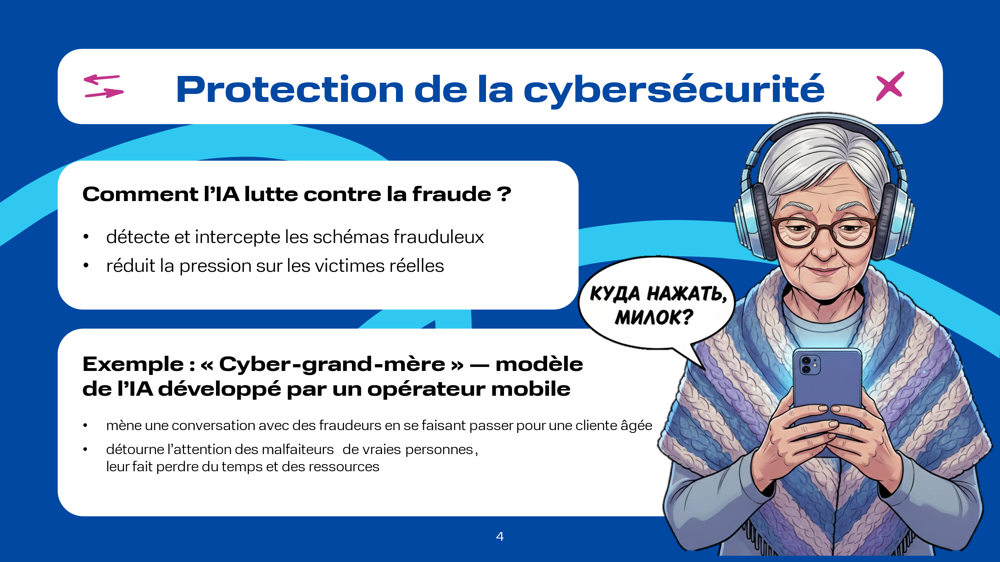 Protection de la cybersécurité
Comment l’IA lutte contre la fraude ?
• détecte et intercepte les schémas frauduleux
• réduit la pression sur les victimes réelles
КУДА НАЖАТЬ,
МИЛОК?
Exemple : « Cyber-grand-mère » — modèle
de l’IA développé par un opérateur mobile
• mène une conversation avec des fraudeurs en se faisant passer pour une cliente âgée
• détourne l’attention des malfaiteurs de vraies personnes,
leur fait perdre du temps et des ressources
4